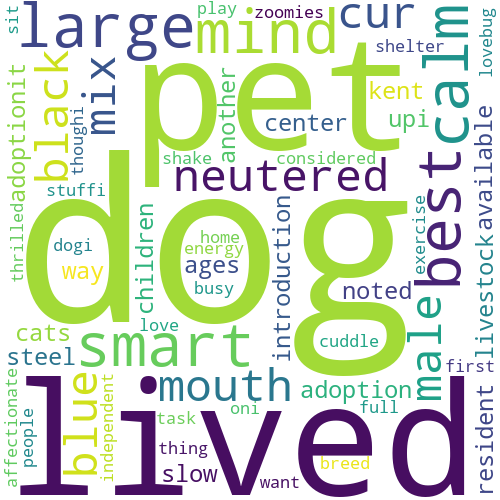 sit
large
play
zoomies
cur
lovebug
mind
shelter
black
mix
pet
calm
thoughi
adoptionit
another
kent
center
upi
shake
considered
neutered
best
available
thrilled
stuffi
dog
children
introduction
exercise
livestock
dogi
home
energy
way
ages
busy
noted
male
cats
love
cuddle
first
steel
smart
affectionate
people
blue
independent
mouth
adoption
resident
lived
oni
full
task
thing
slow
want
breed